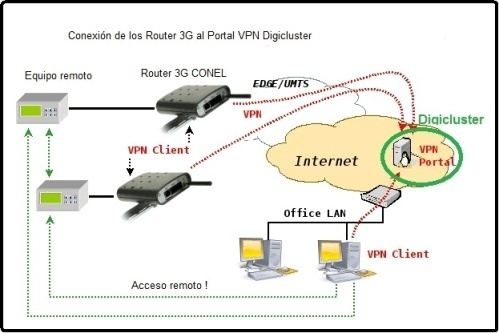 Conexión de los Router 3G al Portal VPN Digicluster
Equipo remoto
Router 3G CONEL
EDGE/UMTS
VPN
Digicluster
VPN Client
VPN
Portal
Internet
Office LAN
VPN Client
Acceso remoto !